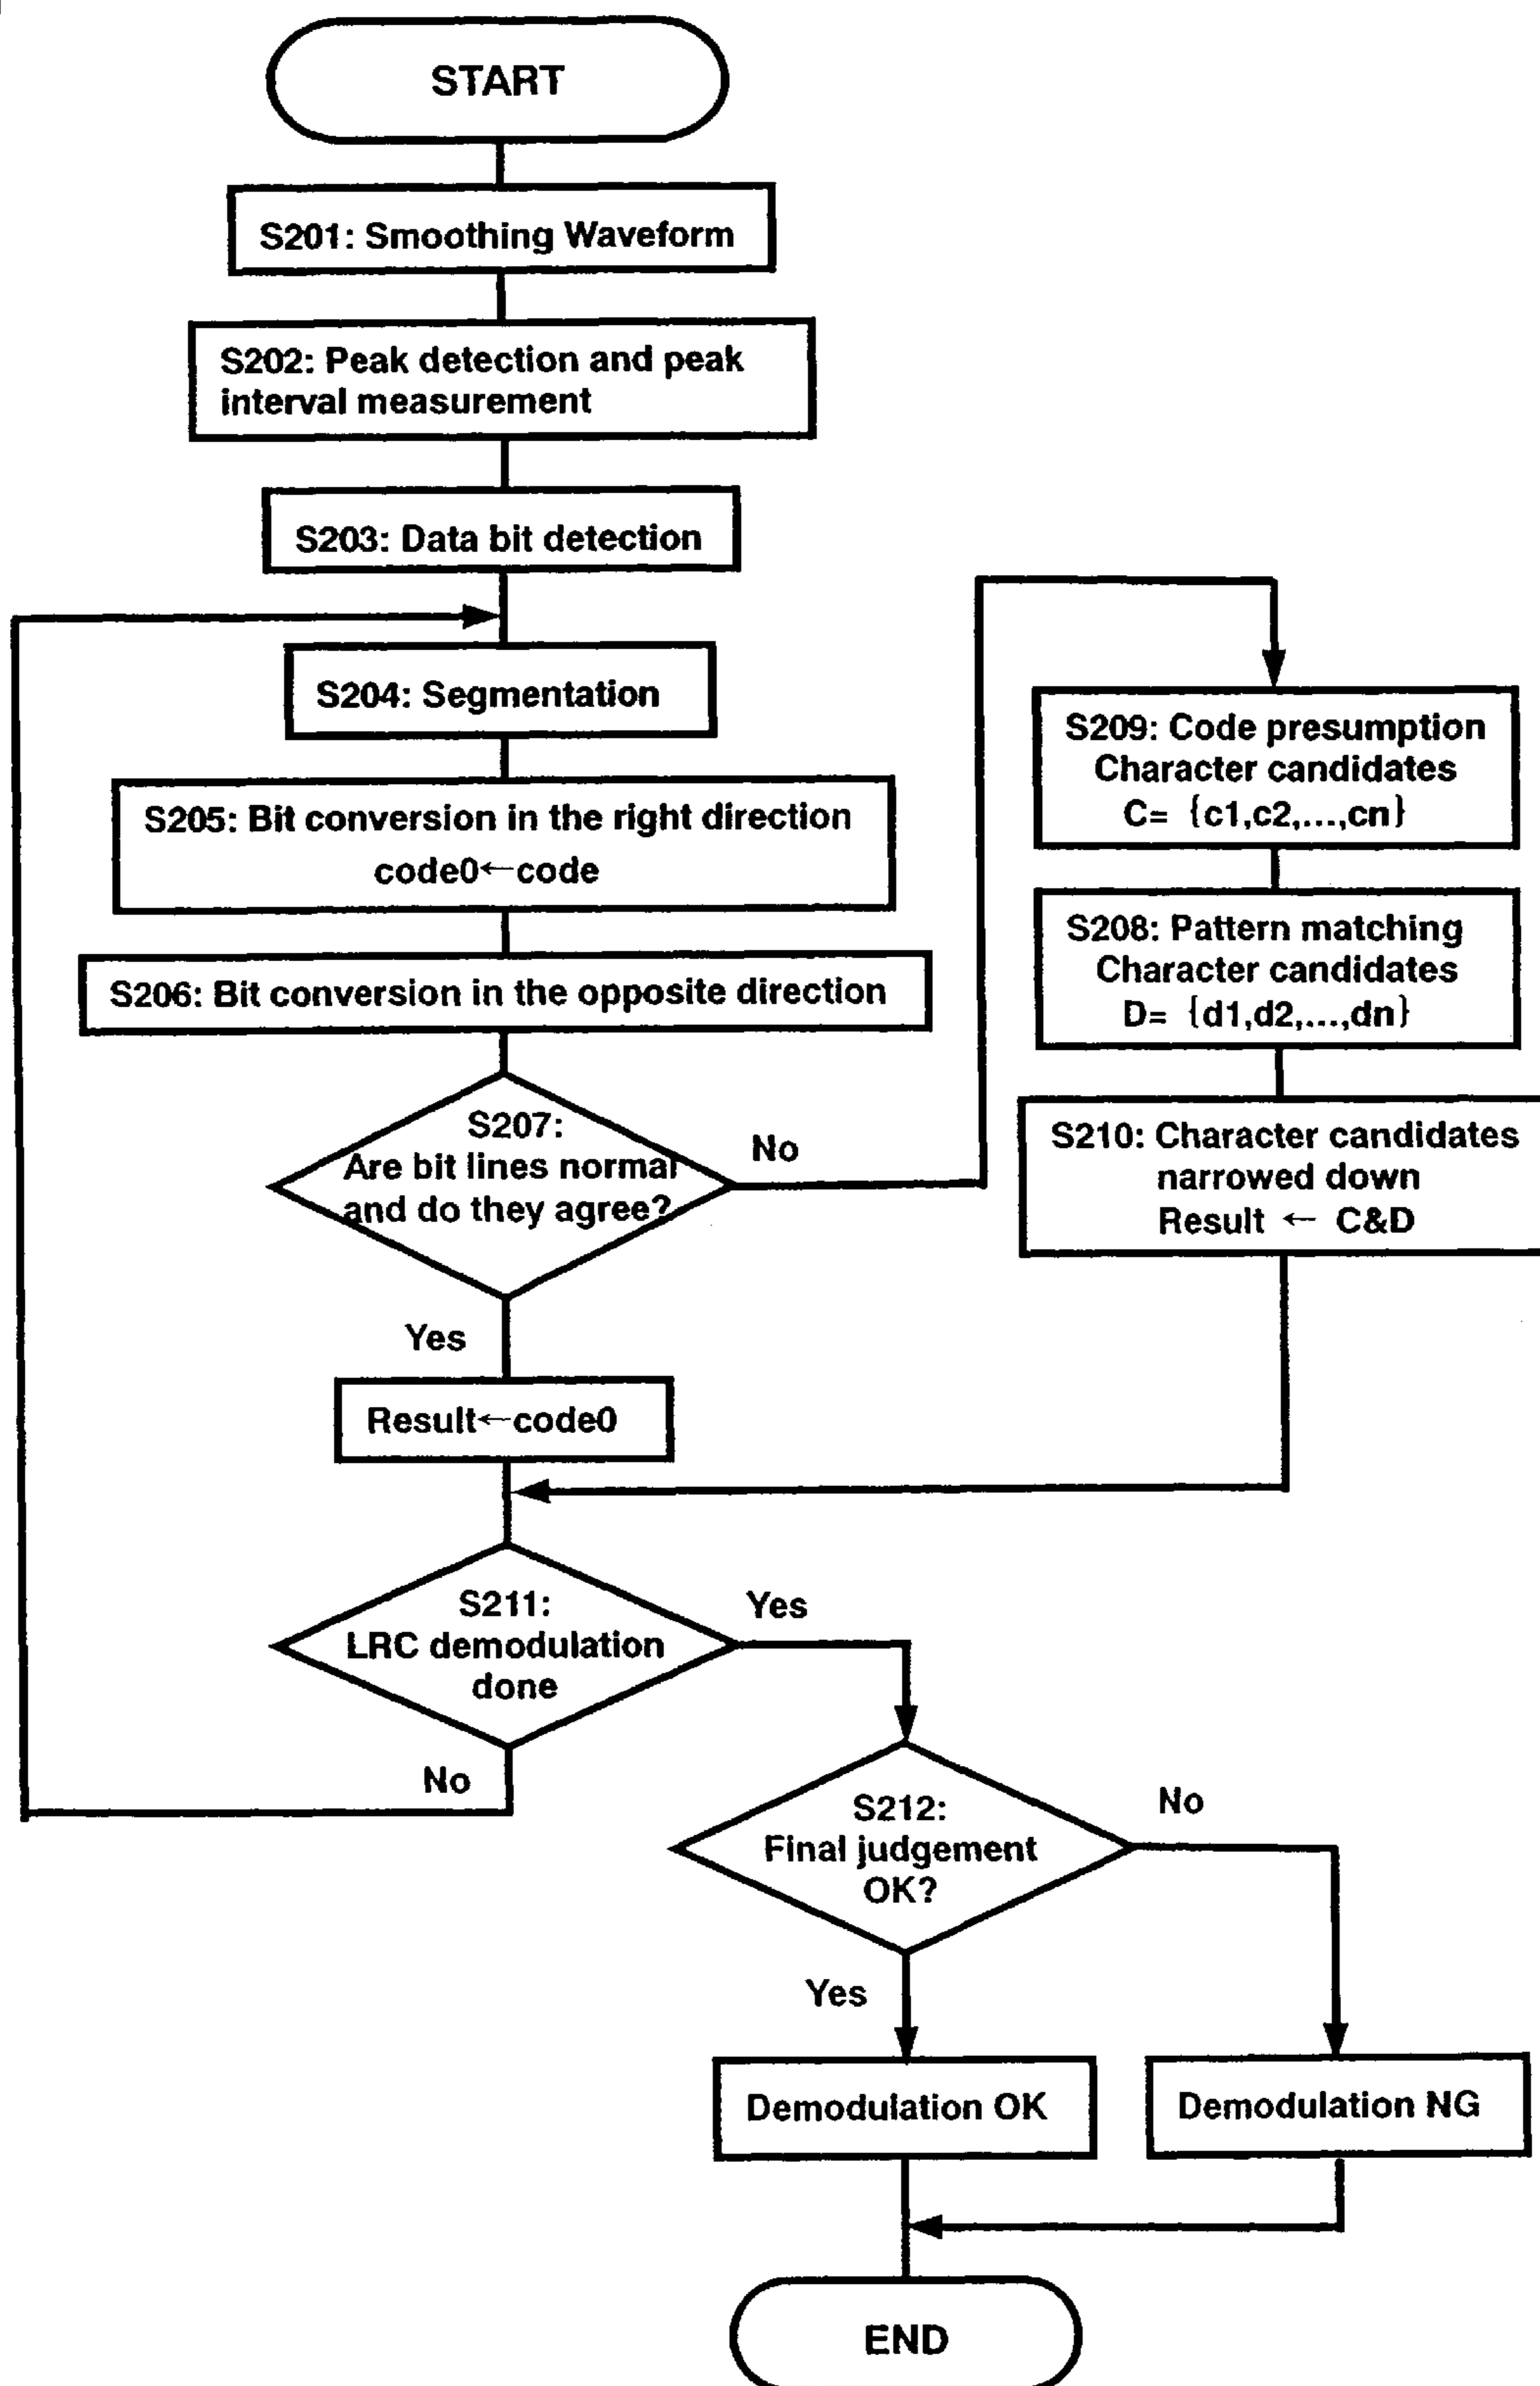 START
S201: Smoothing Waveform
S202: Peak detection and peak
interval measurement
S203: Data bit detection
S204: Segmentation
S205: Bit conversion in the right direction
code0←code
S206: Bit conversion in the opposite direction
S207:
Are bit lines normal
and do they agree?
No
Yes
Result←code0
S209: Code presumption
Character candidates
C= {c1,c2,...,cn}
S208: Pattern matching
Character candidates
D= {d1,d2,...,dn}
S210: Character candidates
narrowed down
Result ← C&D
S211:
LRC demodulation
done
Yes
No
S212:
Final judgement
OK?
No
Yes
Demodulation OK
Demodulation NG
END